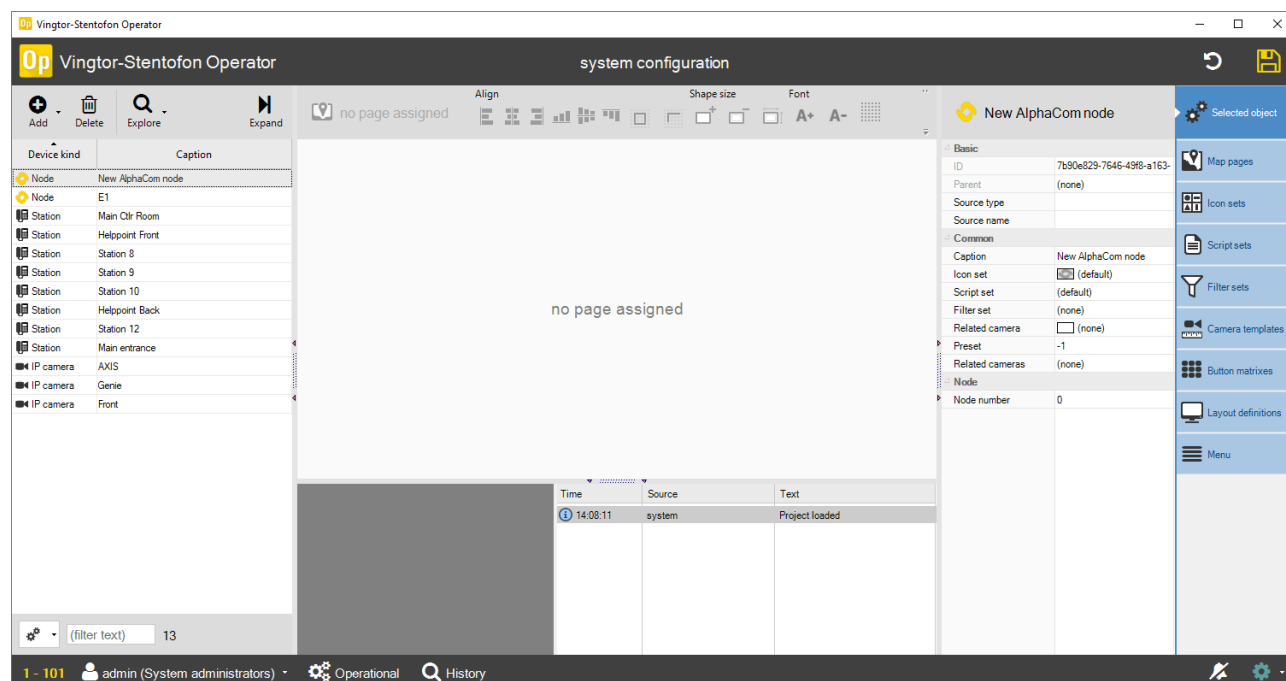 Op Vingtor-Stentofon Operator
Op Vingtor-Stentofon Operator
system configuration
Add
Delete
Explore
Expand
no page assigned
Align
Shape size
Font
A+ A-
New AlphaCom node
Selected object
Map pages
Icon sets
Script sets
Filter sets
Camera templates
Button matrixes
Layout definitions
Menu
Device kind Caption
Node New AlphaCom node
Node E1
Station Main Ctlr Room
Station Helppoint Front
Station Station 8
Station Station 9
Station Station 10
Station Helppoint Back
Station Station 12
Station Main entrance
IP camera AXIS
IP camera Genie
IP camera Front
no page assigned
Basic
ID 7b90e829-7646-49f8-a163-
Parent (none)
Source type
Source name
Common
Caption New AlphaCom node
Icon set (default)
Script set (default)
Filter set (none)
Related camera (none)
Preset -1
Related cameras (none)
Node
Node number 0
Time Source Text
14:08:11 system Project loaded
(filter text) 13
1 - 101 admin (System administrators) Operational History